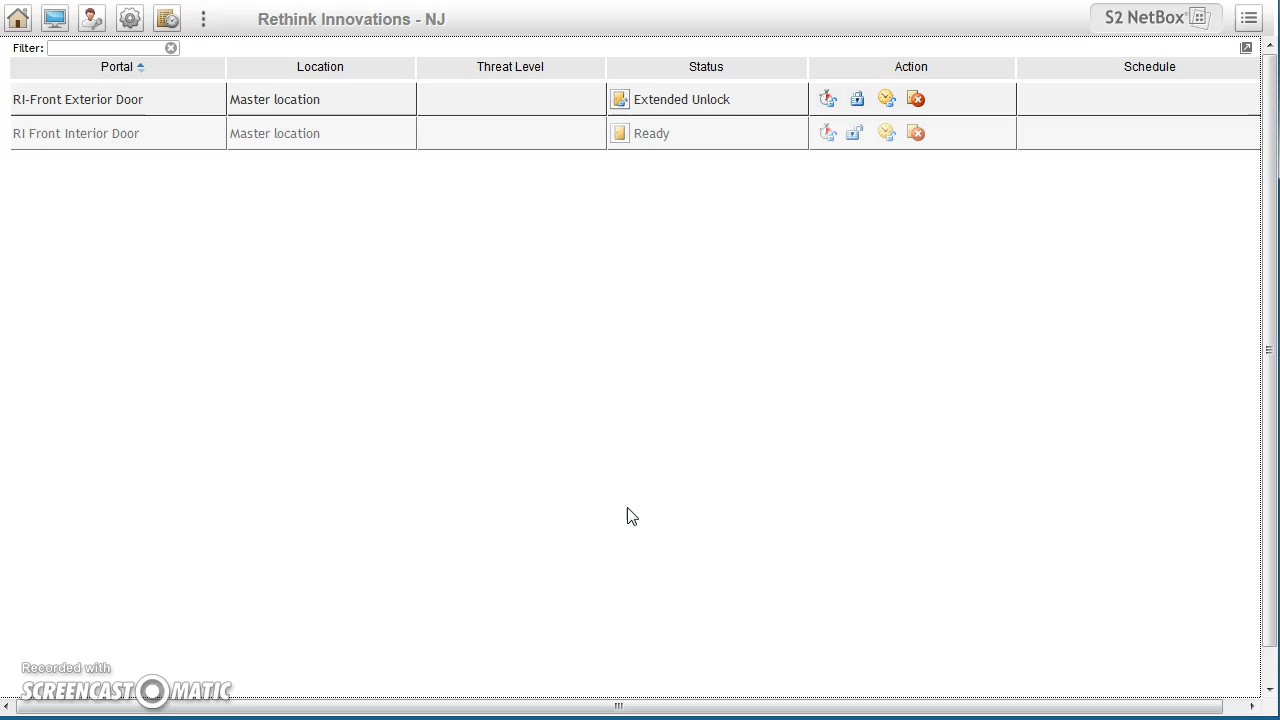 Rethink Innovations - NJ
S2 NetBox
Filter:
Portal Location Threat Level Status Action Schedule
RI-Front Exterior Door Master location Extended Unlock
RI Front Interior Door Master location Ready
Recorded with
SCREENCAST-O-MATIC